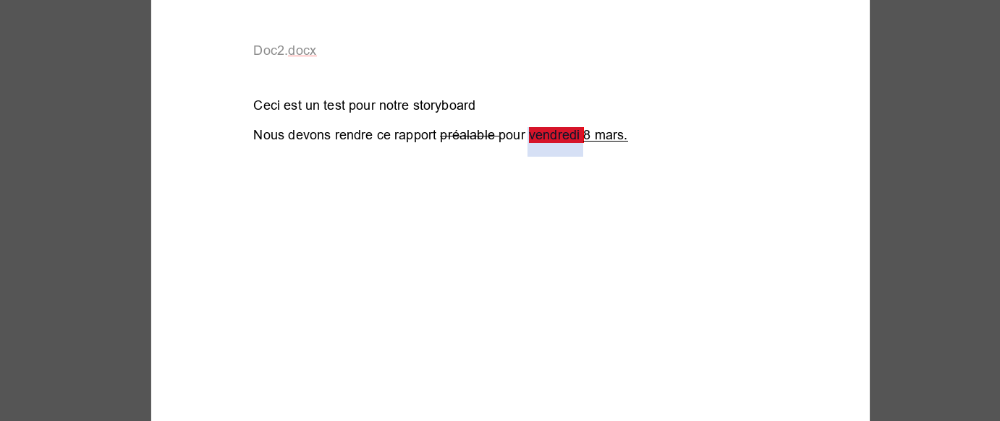 Doc2.docx
Ceci est un test pour notre storyboard
Nous devons rendre ce rapport préalable pour vendredi 8 mars.